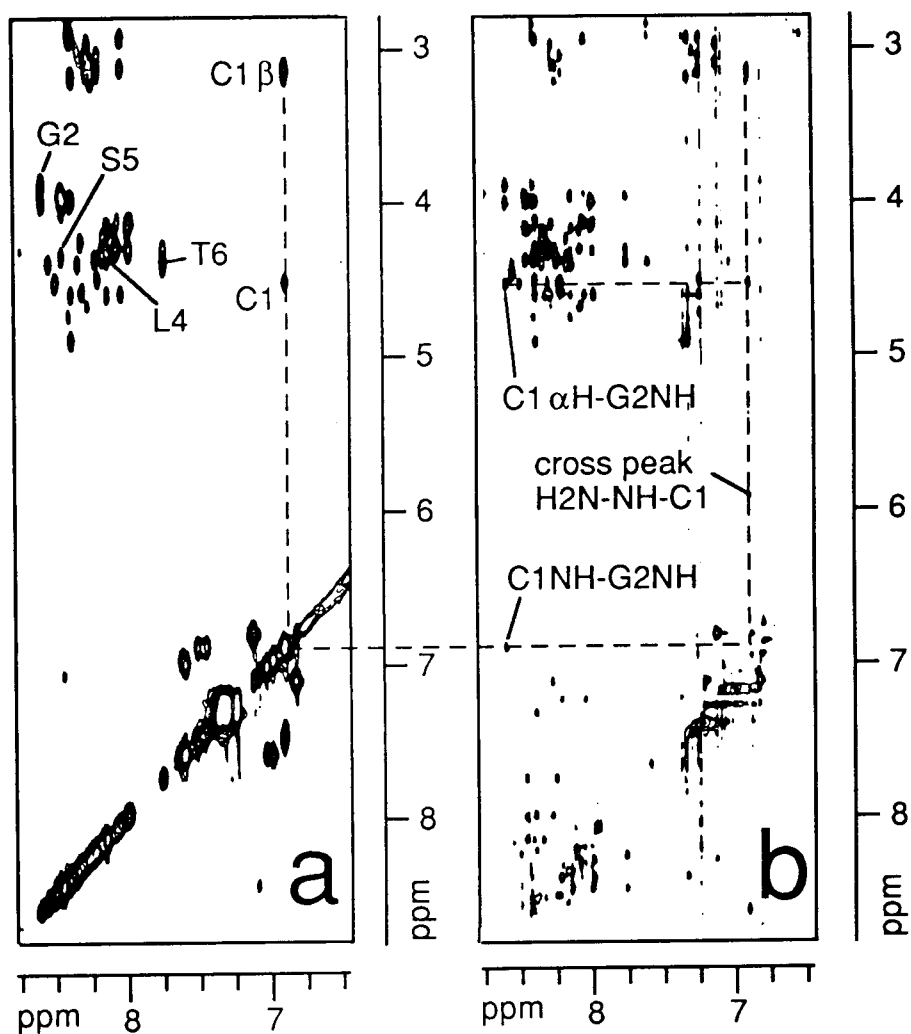 C1 β
G2
S5
T6
C1
L4
a
3
4
5
6
7
8
ppm
ppm 8 7
C1 αH-G2NH
cross peak
H2N-NH-C1
C1NH-G2NH
b
3
4
5
6
7
8
ppm
ppm 8 7